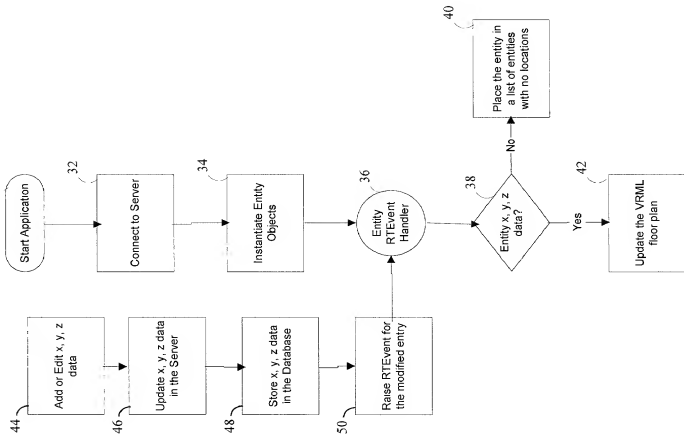 Start Application
32
Connect to Server
34
Instantiate Entity
Objects
36
Entity
RTEvent
Handler
38
Entity x, y, z
data?
No
40
Place the entity in
a list of entries
with no locations
Yes
42
Update the VRML
floor plan
44
Add or Edit x, y, z
data
46
Update x, y, z data
in the Server
48
Store x, y, z data
in the Database
50
Raise RTEvent for
the modified entry